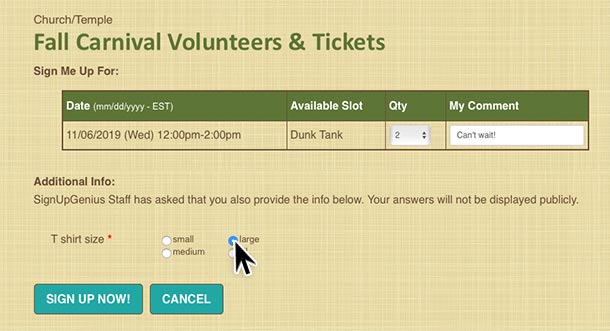 Church/Temple
Fall Carnival Volunteers & Tickets
Sign Me Up For:
Date (mm/dd/yyyy - EST) Available Slot Qty My Comment
11/06/2019 (Wed) 12:00pm-2:00pm Dunk Tank 2 Can't wait!
Additional Info:
SignUpGenius Staff has asked that you also provide the info below. Your answers will not be displayed publicly.
T shirt size * small large
medium
SIGN UP NOW! CANCEL